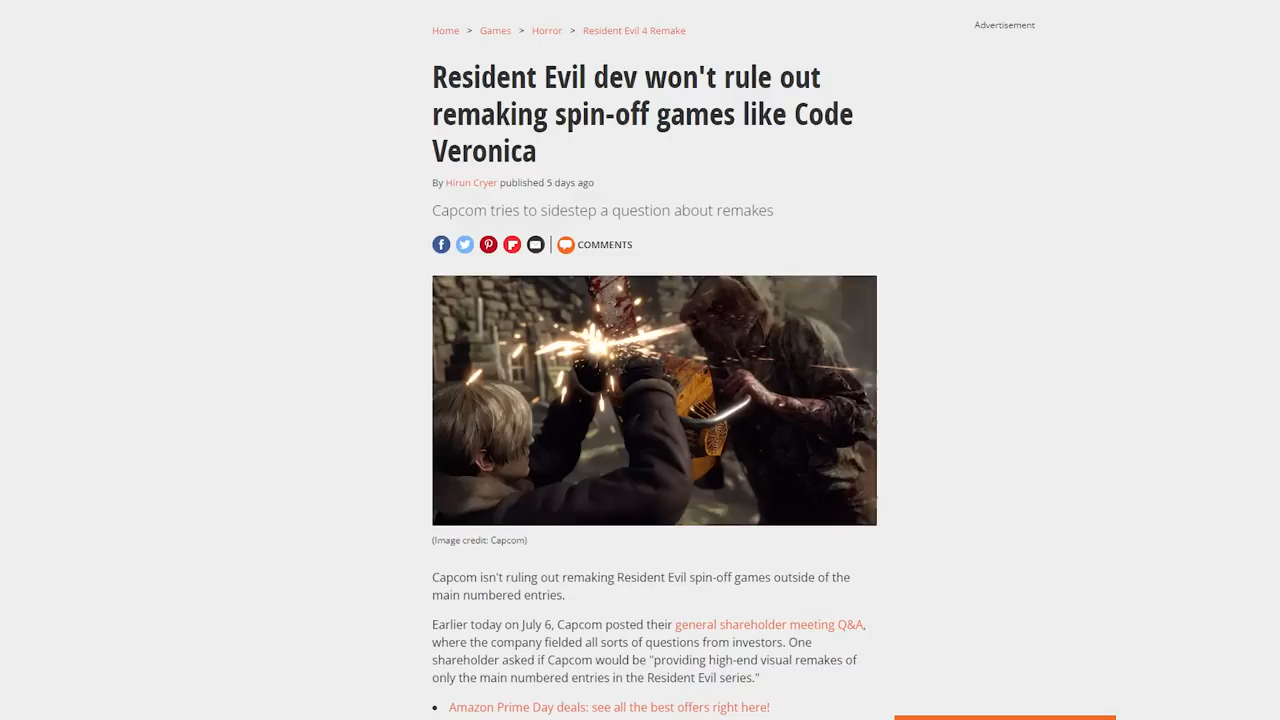 Home > Games > Horror > Resident Evil 4 Remake
Advertisement
Resident Evil dev won't rule out
remaking spin-off games like Code
Veronica
By Hirun Cryer published 5 days ago
Capcom tries to sidestep a question about remakes
COMMENTS
(Image credit: Capcom)
Capcom isn't ruling out remaking Resident Evil spin-off games outside of the
main numbered entries.
Earlier today on July 6, Capcom posted their general shareholder meeting Q&A,
where the company fielded all sorts of questions from investors. One
shareholder asked if Capcom would be "providing high-end visual remakes of
only the main numbered entries in the Resident Evil series."
• Amazon Prime Day deals: see all the best offers right here!